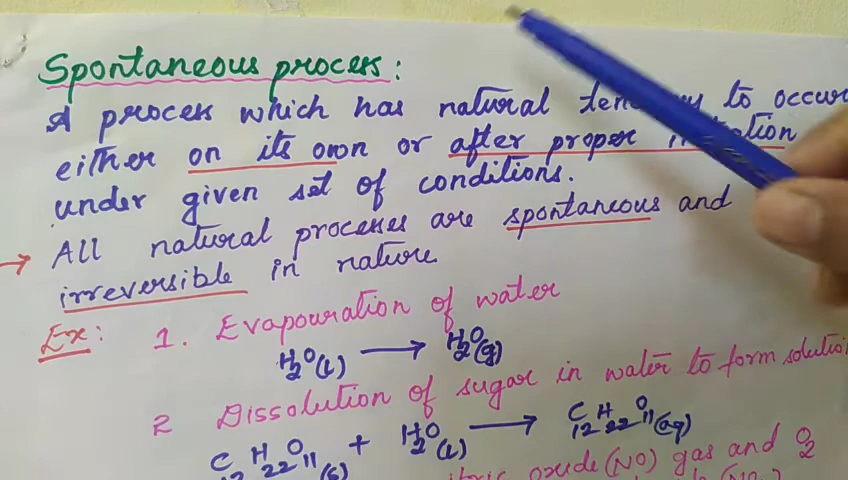 Spontaneous process:
A process which has natural to occur
either on its own or after proper
under given set of conditions.
→ All natural processes are spontaneous and
irreversible in nature
Ex: 1. Evapouration of water
H2O(l) → H2O(g)
2 Dissolution of sugar in water to form solution
C12H22O11(s) + H2O(l) → C12H22O11(aq)
oxide (NO) gas and O2